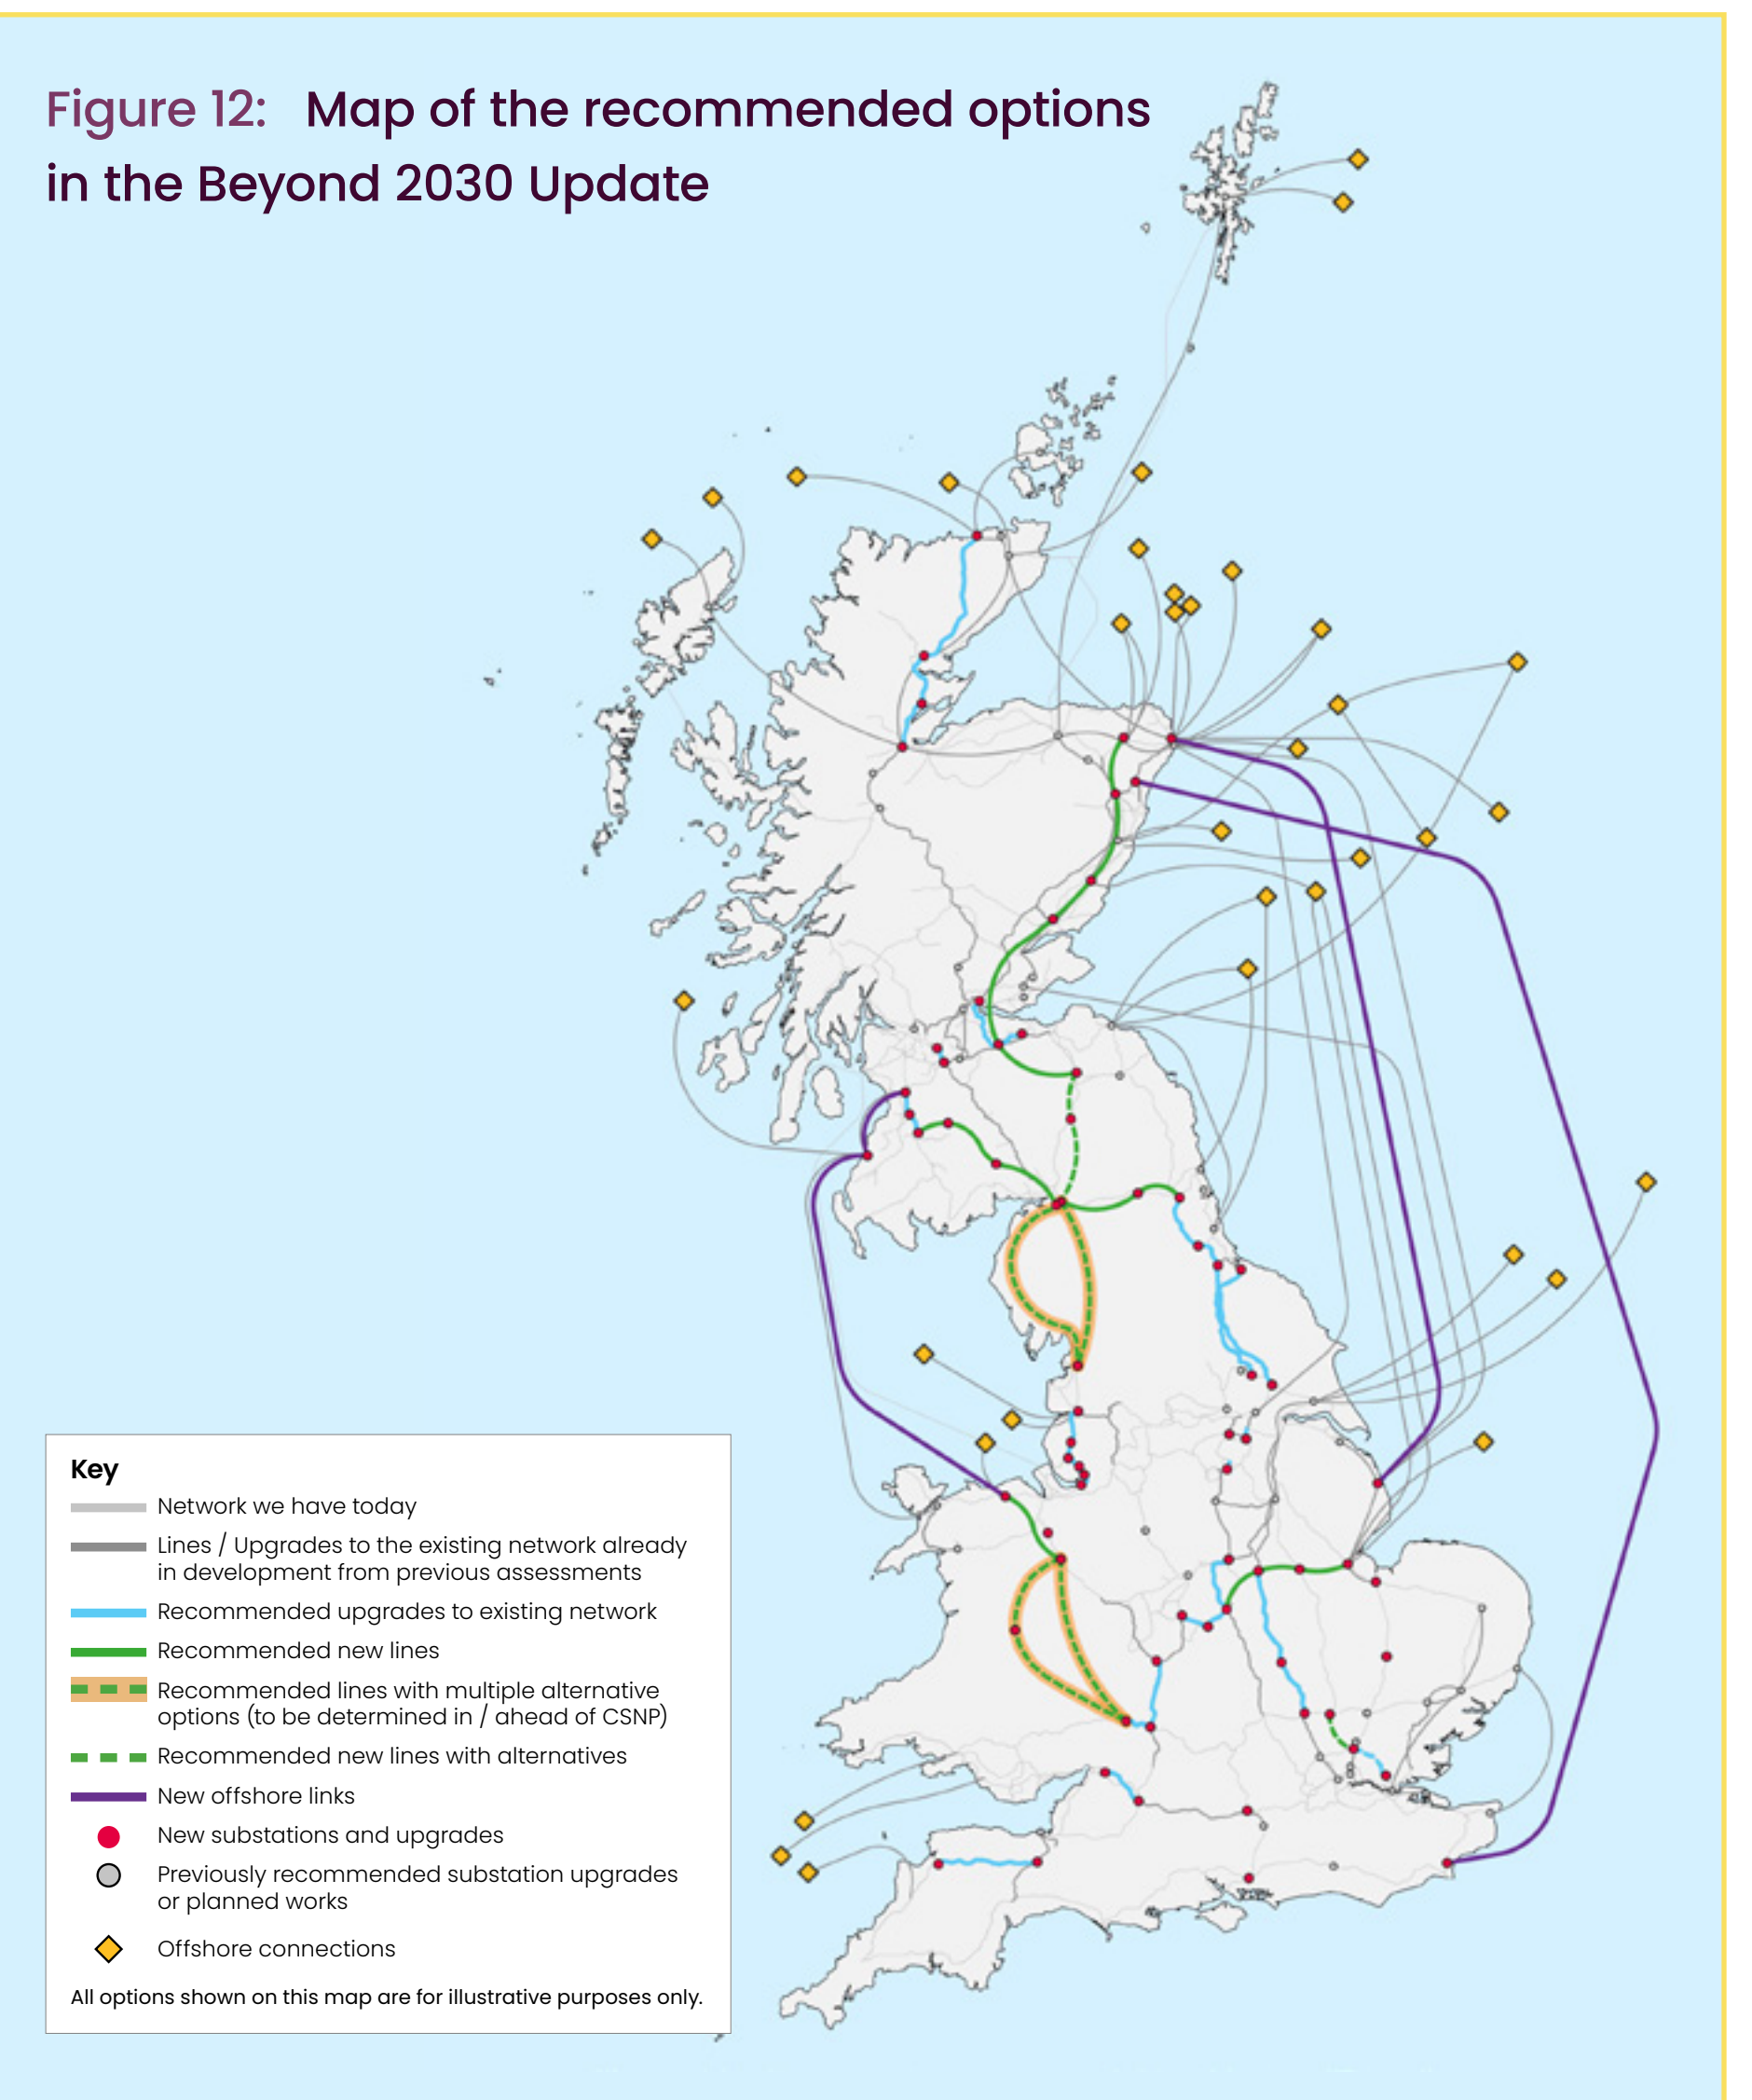 Figure 12: Map of the recommended options
in the Beyond 2030 Update
Key
Network we have today
Lines / Upgrades to the existing network already
in development from previous assessments
Recommended upgrades to existing network
Recommended new lines
Recommended lines with multiple alternative
options (to be determined in / ahead of CSNP)
Recommended new lines with alternatives
New offshore links
New substations and upgrades
Previously recommended substation upgrades
or planned works
Offshore connections
All options shown on this map are for illustrative purposes only.